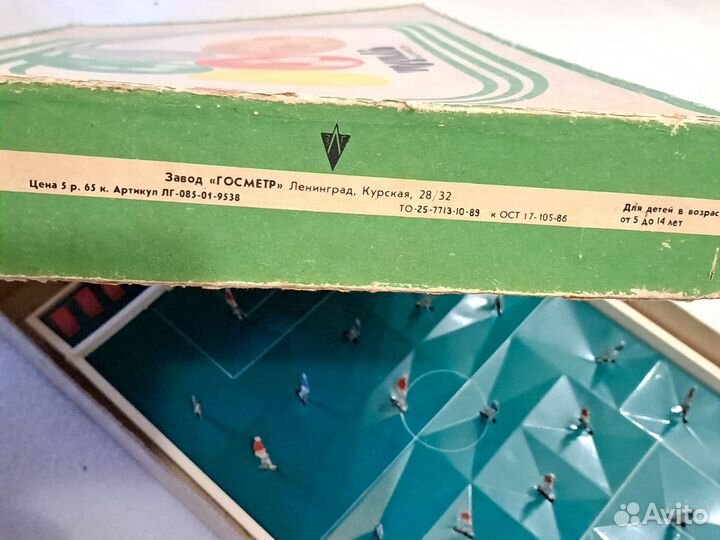 Завод «ГОСМЕТР» Ленинград, Курская, 28/32
Цена 5 р. 65 к. Артикул ЛГ-085-01-9538
ТО-25-7713-10-89 к ОСТ 17-105-86
Для детей в возрас
от 5 до 14 лет
Avito